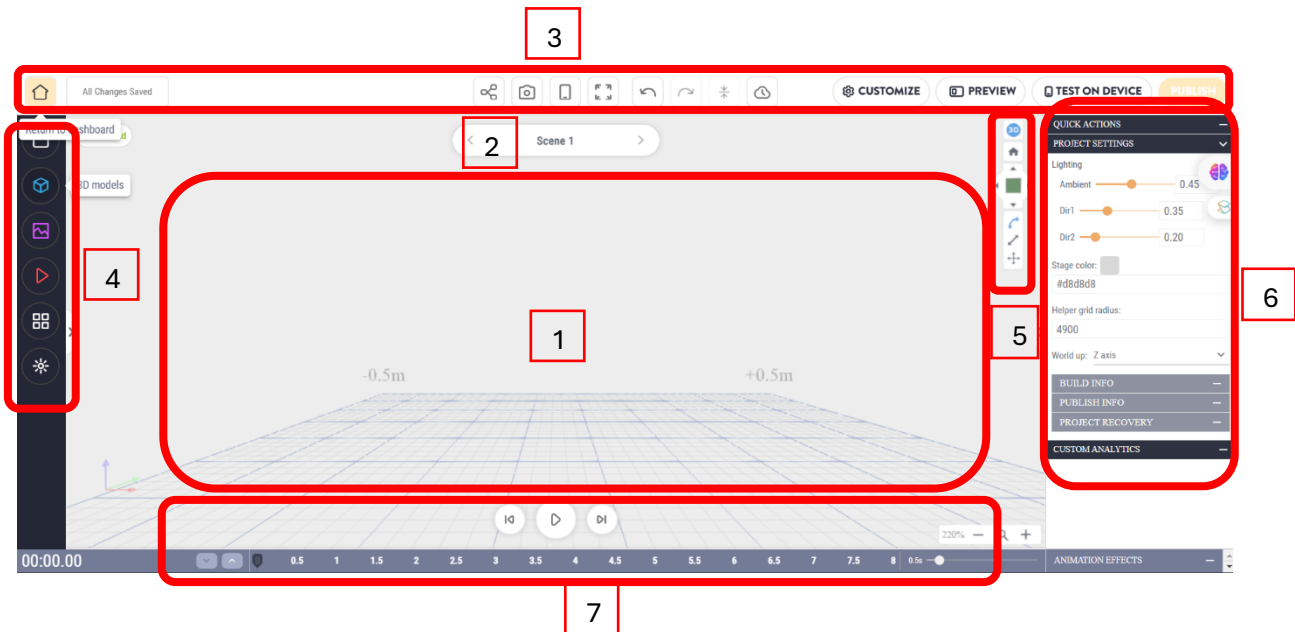 3
All Changes Saved
CUSTOMIZE
PREVIEW
TEST ON DEVICE
PUBLISH
Return to dashboard
2
Scene 1
3D
QUICK ACTIONS
PROJECT SETTINGS
3D models
Lighting
Ambient 0.45
Dir1 0.35
Dir2 0.20
4
Stage color:
#d8d8d8
6
Helper grid radius:
4900
1
5
World up: Z axis
-0.5m
+0.5m
BUILD INFO
PUBLISH INFO
PROJECT RECOVERY
CUSTOM ANALYTICS
220%
00:00.00
0.5 1 1.5 2 2.5 3 3.5 4 4.5 5 5.5 6 6.5 7 7.5 8 0.5s
ANIMATION EFFECTS
7